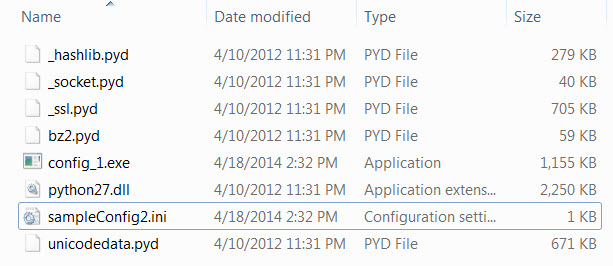 Name Date modified Type Size
_hashlib.pyd 4/10/2012 11:31 PM PYD File 279 KB
_socket.pyd 4/10/2012 11:31 PM PYD File 40 KB
_ssl.pyd 4/10/2012 11:31 PM PYD File 705 KB
bz2.pyd 4/10/2012 11:31 PM PYD File 59 KB
config_1.exe 4/18/2014 2:32 PM Application 1,155 KB
python27.dll 4/10/2012 11:31 PM Application extens... 2,250 KB
sampleConfig2.ini 4/18/2014 2:32 PM Configuration setti... 1 KB
unicodedata.pyd 4/10/2012 11:31 PM PYD File 671 KB